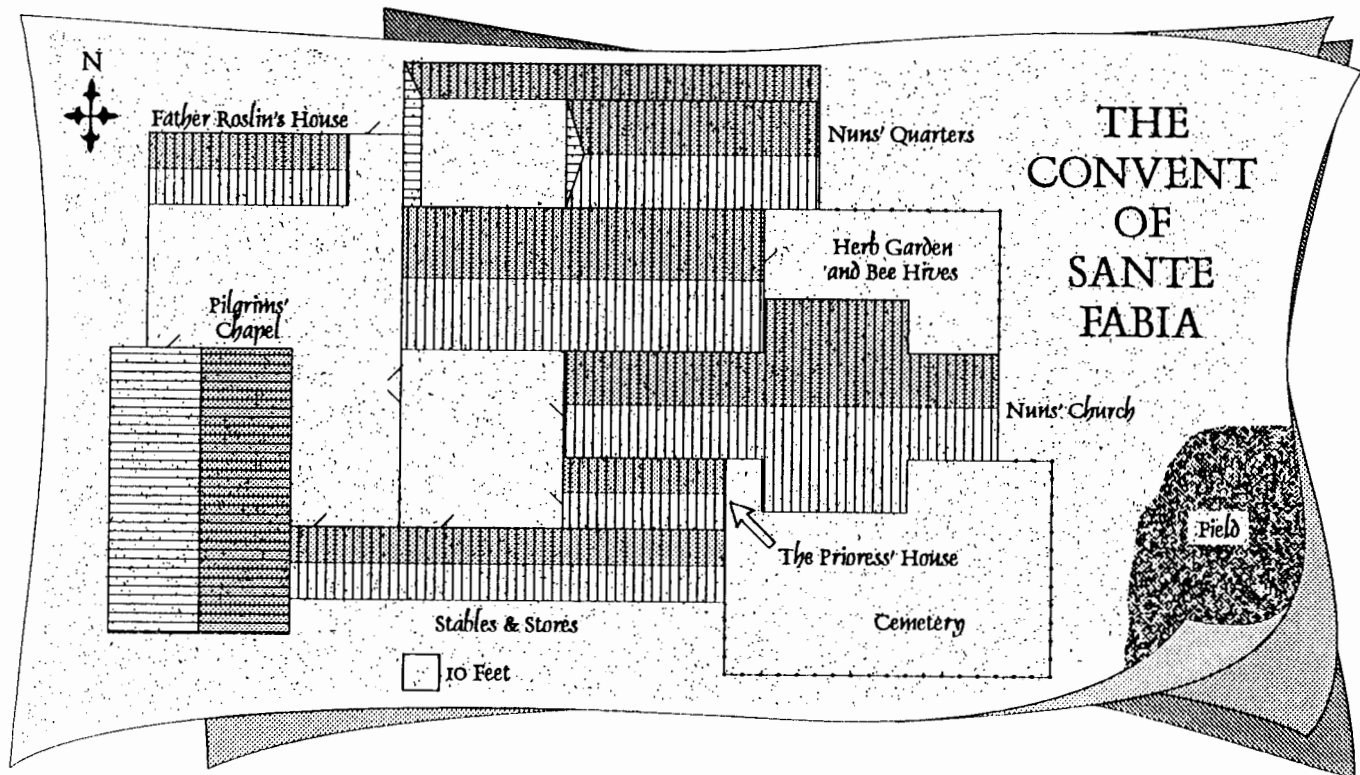 N
Father Roslin's House
Nuns' Quarters
THE
CONVENT
OF
SANTE
FABIA
Herb Garden
and Bee Hives
Pilgrims'
Chapel
Nuns' Church
Field
The Prioress' House
Stables & Stores
Cemetery
10 Feet